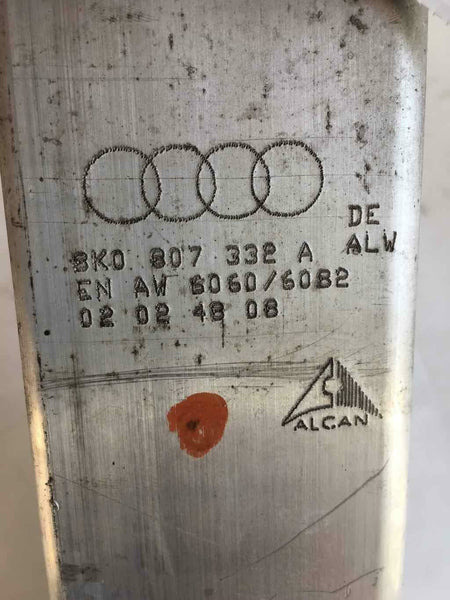 DE
ALW
8K0 807 332 A
EN AW 6060/6082
02 02 48 08
ALCAN